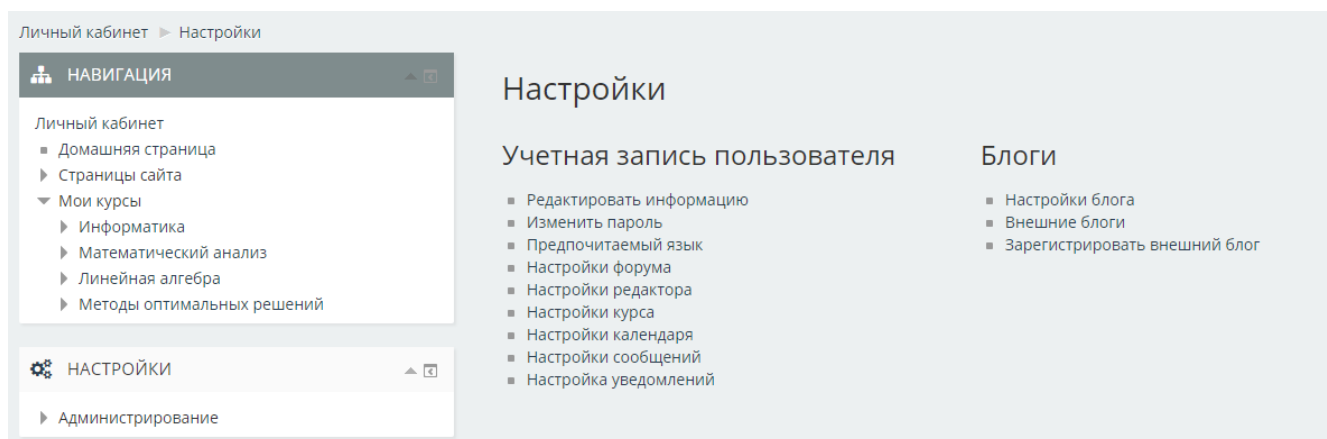 Личный кабинет ▶ Настройки
НАВИГАЦИЯ
Личный кабинет
Домашняя страница
Страницы сайта
Мои курсы
Информатика
Математический анализ
Линейная алгебра
Методы оптимальных решений
НАСТРОЙКИ
Администрирование
Настройки
Учетная запись пользователя
Редактировать информацию
Изменить пароль
Предпочитаемый язык
Настройки форума
Настройки редактора
Настройки курса
Настройки календаря
Настройки сообщений
Настройка уведомлений
Блоги
Настройки блога
Внешние блоги
Зарегистрировать внешний блог